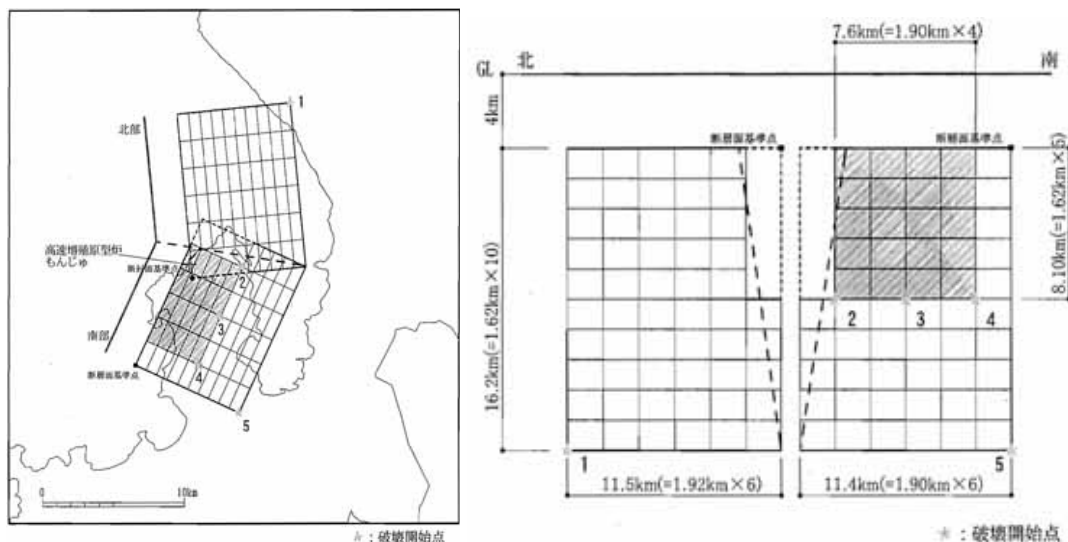 1
北部
高速増殖原型炉
もんじゅ
断層面基準点
2
3
南部
4
断層面基準点
5
0 10km
：破壊開始点
7.6km(=1.90km×4)
GL 北 南
4km
断層面基準点 断層面基準点
16.2km(=1.62km×10)
8.10km(=1.62km×5)
2 3 4
1 5
11.5km(=1.92km×6) 11.4km(=1.90km×6)
★：破壊開始点